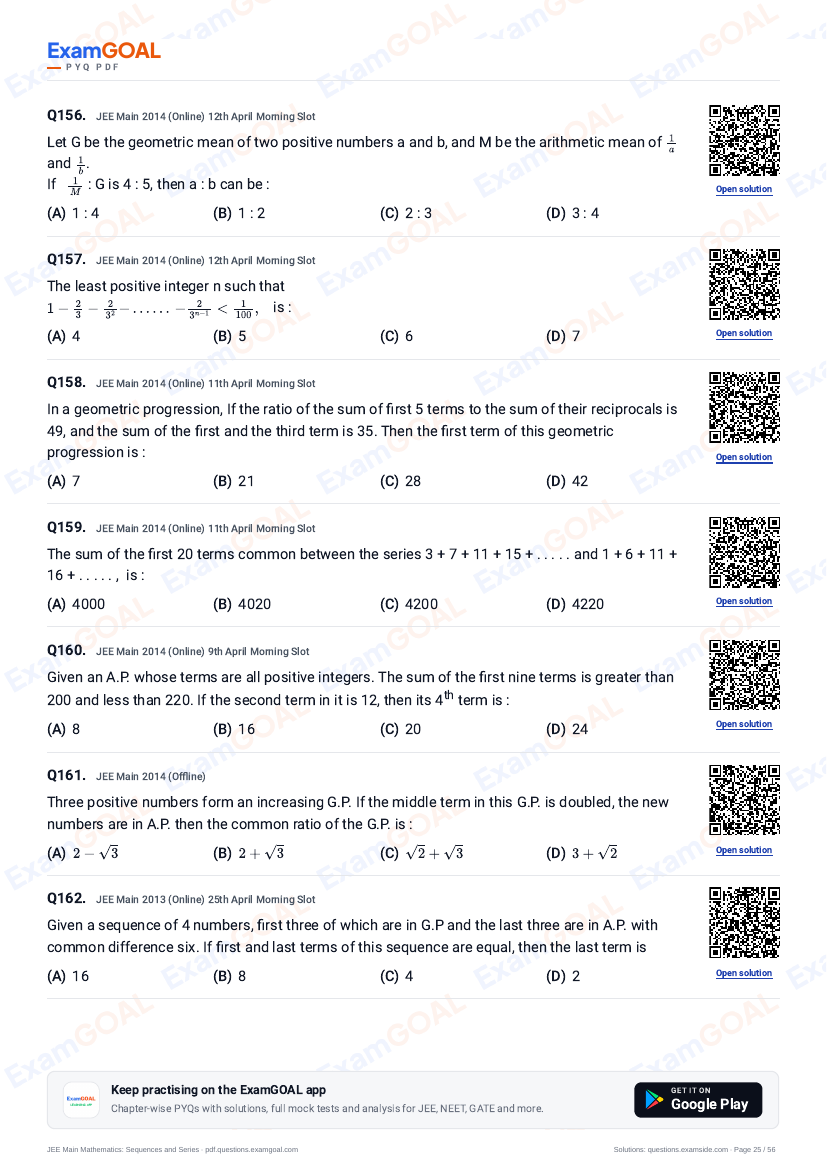 ExamGOAL
PYQ PDF
Q156. JEE Main 2014 (Online) 12th April Morning Slot
Let G be the geometric mean of two positive numbers a and b, and M be the arithmetic mean of $\frac{1}{a}$
and $\frac{1}{b}$.
If $\frac{1}{M}$ : G is 4 : 5, then a : b can be :
(A) 1 : 4 (B) 1 : 2 (C) 2 : 3 (D) 3 : 4
Open solution
Q157. JEE Main 2014 (Online) 12th April Morning Slot
The least positive integer n such that
$1 - \frac{2}{3} - \frac{2}{3^2} - ...... - \frac{2}{3^{n-1}} < \frac{1}{100}$, is :
(A) 4 (B) 5 (C) 6 (D) 7
Open solution
Q158. JEE Main 2014 (Online) 11th April Morning Slot
In a geometric progression, If the ratio of the sum of first 5 terms to the sum of their reciprocals is
49, and the sum of the first and the third term is 35. Then the first term of this geometric
progression is :
(A) 7 (B) 21 (C) 28 (D) 42
Open solution
Q159. JEE Main 2014 (Online) 11th April Morning Slot
The sum of the first 20 terms common between the series 3 + 7 + 11 + 15 + . . . . . and 1 + 6 + 11 +
16 + . . . . . , is :
(A) 4000 (B) 4020 (C) 4200 (D) 4220
Open solution
Q160. JEE Main 2014 (Online) 9th April Morning Slot
Given an A.P. whose terms are all positive integers. The sum of the first nine terms is greater than
200 and less than 220. If the second term in it is 12, then its 4th term is :
(A) 8 (B) 16 (C) 20 (D) 24
Open solution
Q161. JEE Main 2014 (Offline)
Three positive numbers form an increasing G.P. If the middle term in this G.P. is doubled, the new
numbers are in A.P. then the common ratio of the G.P. is :
(A) $2 - \sqrt{3}$ (B) $2 + \sqrt{3}$ (C) $\sqrt{2} + \sqrt{3}$ (D) $3 + \sqrt{2}$
Open solution
Q162. JEE Main 2013 (Online) 25th April Morning Slot
Given a sequence of 4 numbers, first three of which are in G.P and the last three are in A.P. with
common difference six. If first and last terms of this sequence are equal, then the last term is
(A) 16 (B) 8 (C) 4 (D) 2
Open solution
ExamGOAL
Keep practising on the ExamGOAL app
Chapter-wise PYQs with solutions, full mock tests and analysis for JEE, NEET, GATE and more.
GET IT ON
Google Play
JEE Main Mathematics: Sequences and Series · pdf.questions.examgoal.com
Solutions: questions.examside.com · Page 25 / 56